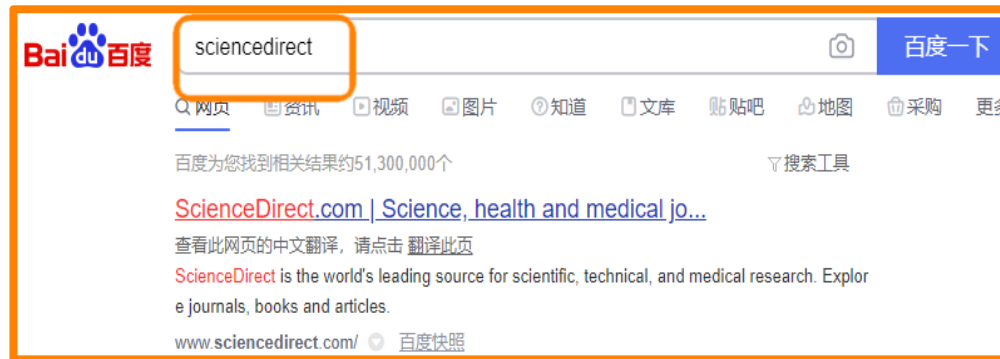 Bai du 百度 sciencedirect 百度一下
网页 资讯 视频 图片 知道 文库 贴 贴吧 地图 采购 更多
百度为您找到相关结果约51,300,000个 搜索工具
ScienceDirect.com | Science, health and medical jo...
查看此网页的中文翻译，请点击 翻译此页
ScienceDirect is the world's leading source for scientific, technical, and medical research. Explor
e journals, books and articles.
www.sciencedirect.com/ 百度快照